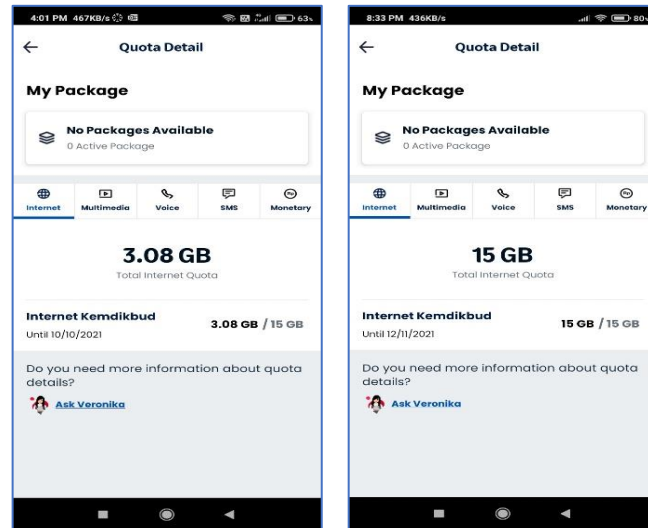 4:01 PM 467KB/s
63%
Quota Detail
My Package
No Packages Available
0 Active Package
Internet
Multimedia
Voice
SMS
Monetary
3.08 GB
Total Internet Quota
Internet Kemdikbud
Until 10/10/2021
3.08 GB / 15 GB
Do you need more information about quota
details?
Ask Veronika
8:33 PM 436KB/s
80%
Quota Detail
My Package
No Packages Available
0 Active Package
Internet
Multimedia
Voice
SMS
Monetary
15 GB
Total Internet Quota
Internet Kemdikbud
Until 12/11/2021
15 GB / 15 GB
Do you need more information about quota
details?
Ask Veronika